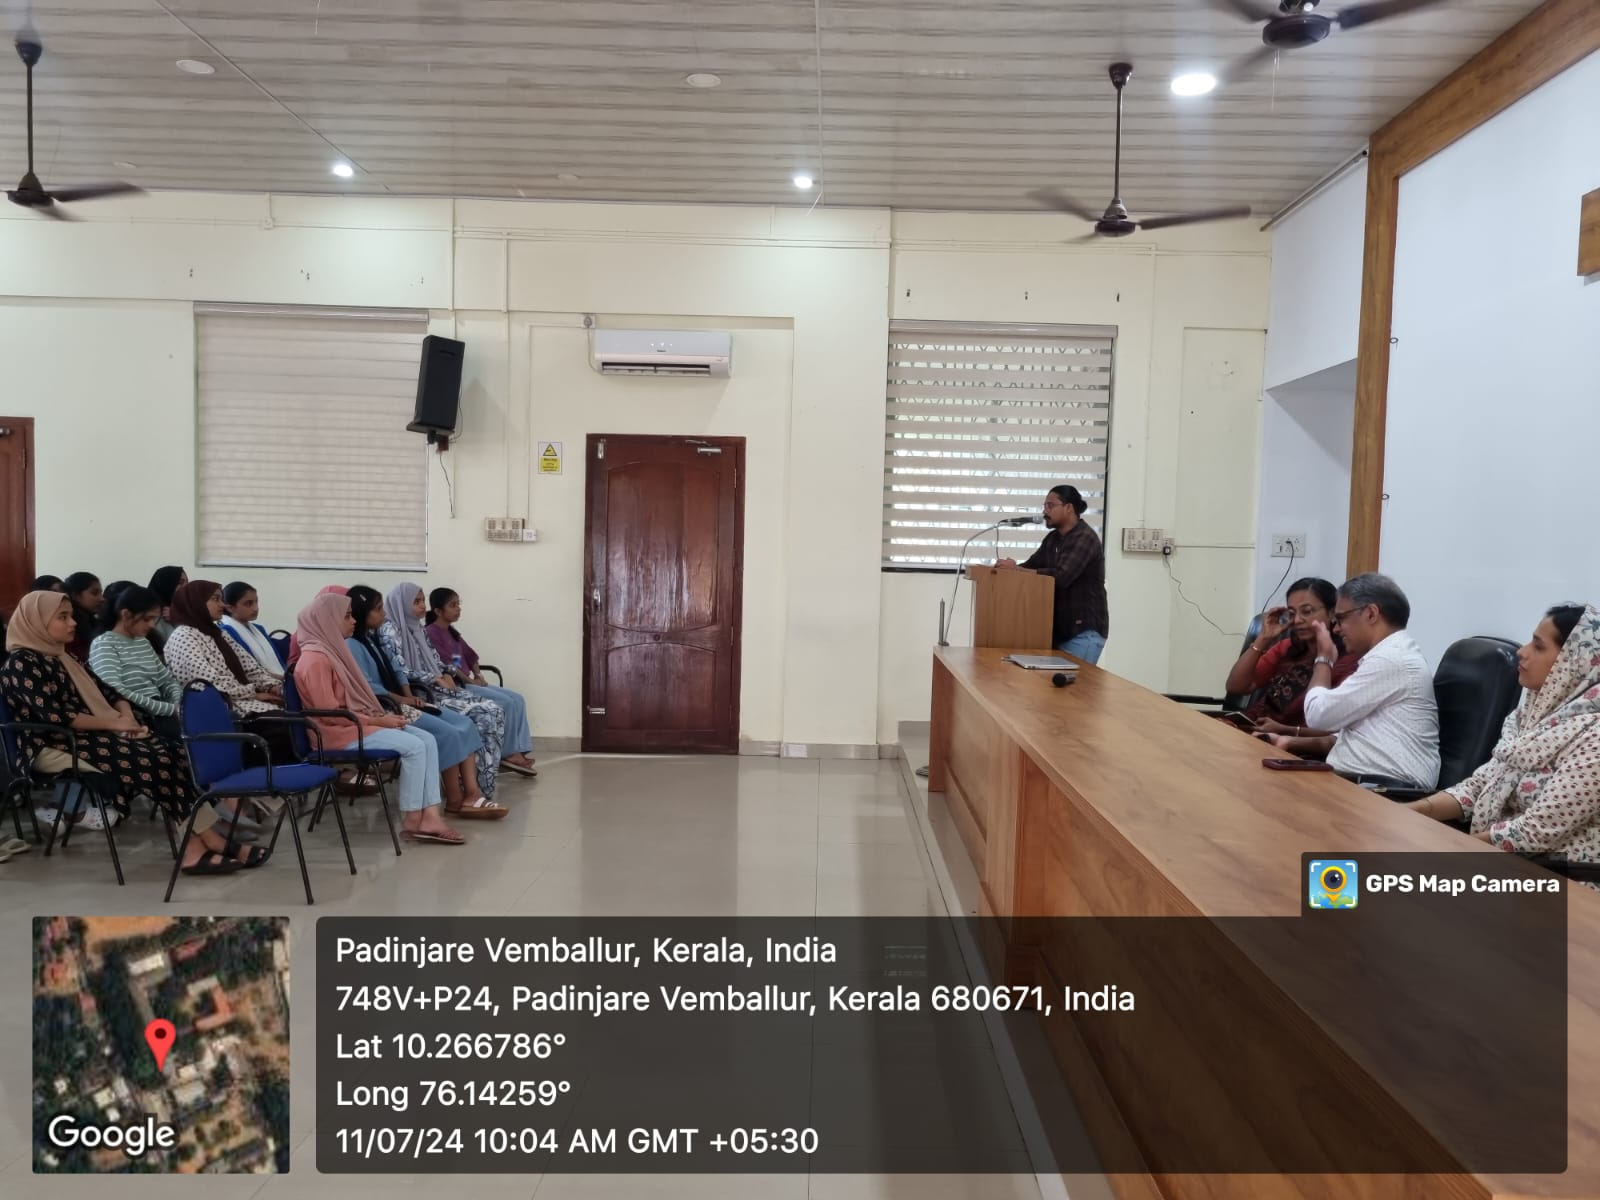 GPS Map Camera
Padinjare Vemballur, Kerala, India
748V+P24, Padinjare Vemballur, Kerala 680671, India
Lat 10.266786°
Long 76.14259°
11/07/24 10:04 AM GMT +05:30
Google